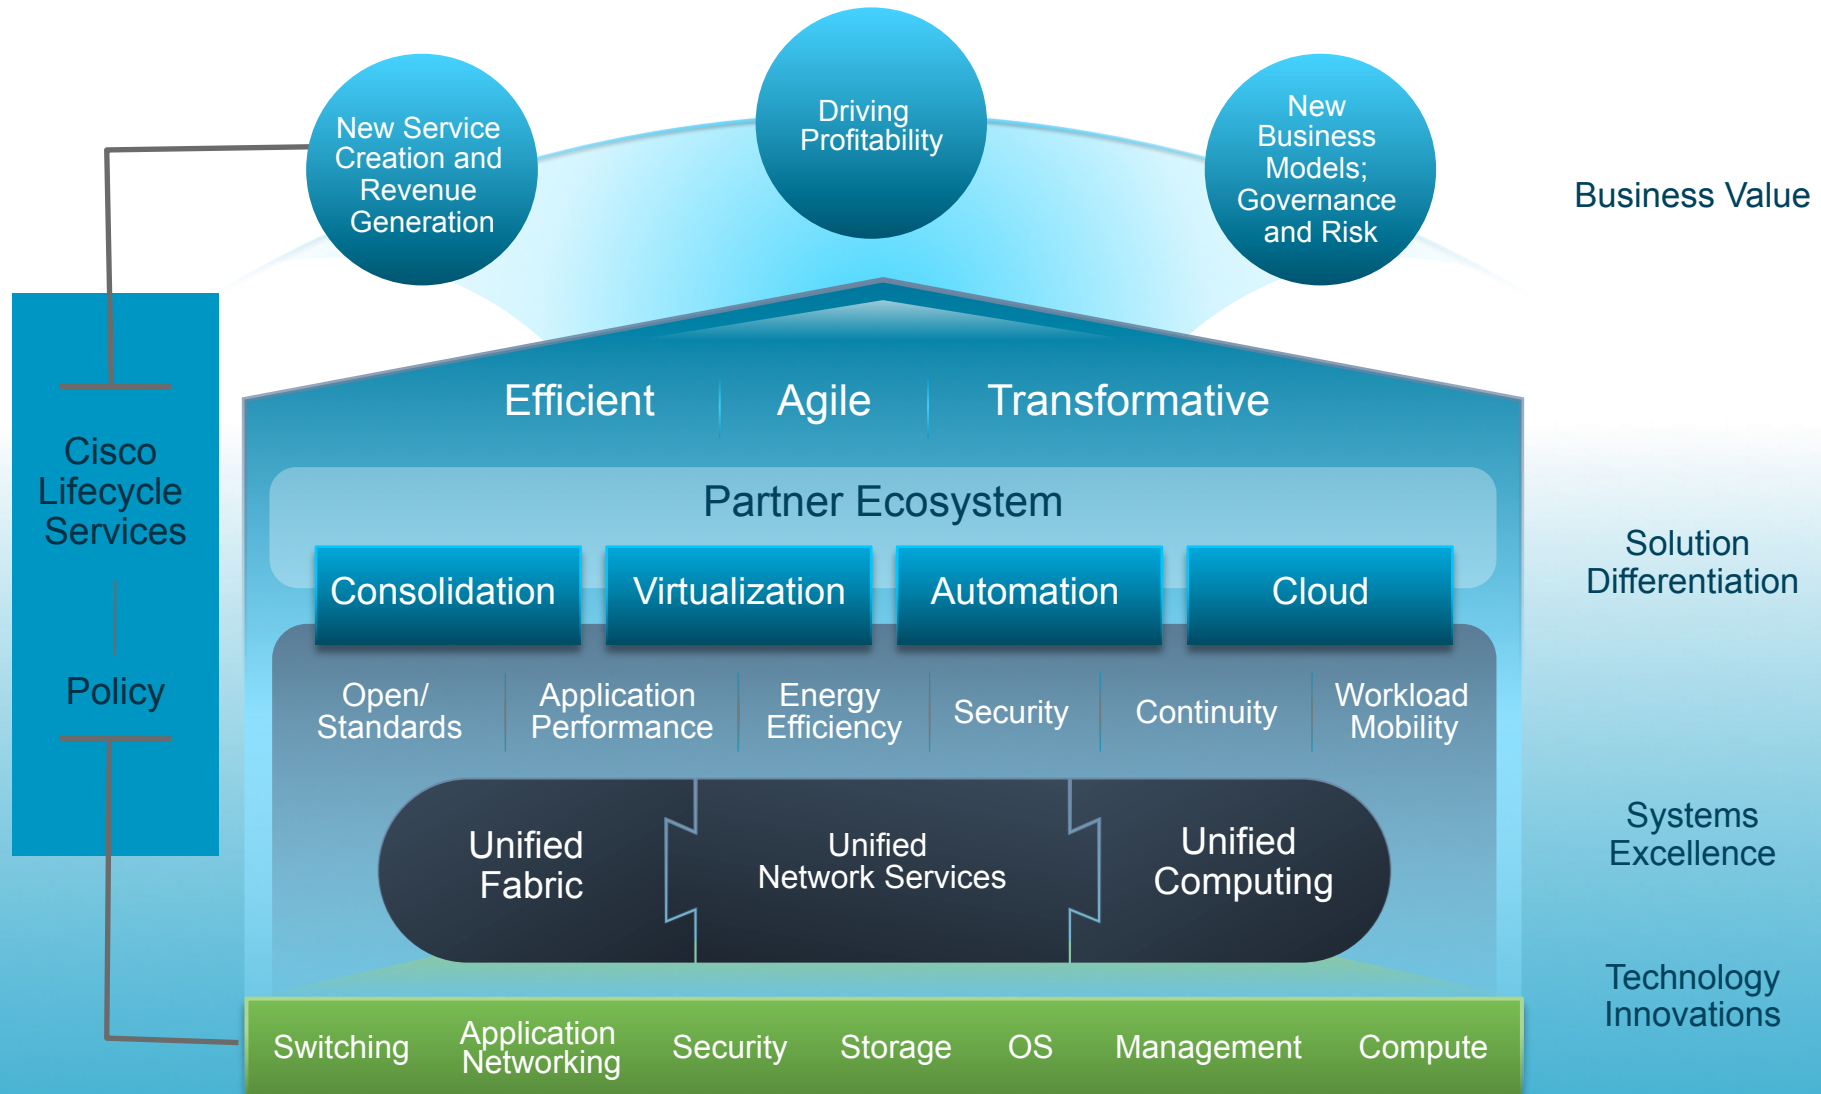 New Service
Creation and
Revenue
Generation
Driving
Profitability
New
Business
Models;
Governance
and Risk
Business Value
Efficient
Agile
Transformative
Cisco
Lifecycle
Services
Policy
Partner Ecosystem
Consolidation
Virtualization
Automation
Cloud
Solution
Differentiation
Open/
Standards
Application
Performance
Energy
Efficiency
Security
Continuity
Workload
Mobility
Unified
Fabric
Unified
Network Services
Unified
Computing
Systems
Excellence
Technology
Innovations
Switching
Application
Networking
Security
Storage
OS
Management
Compute